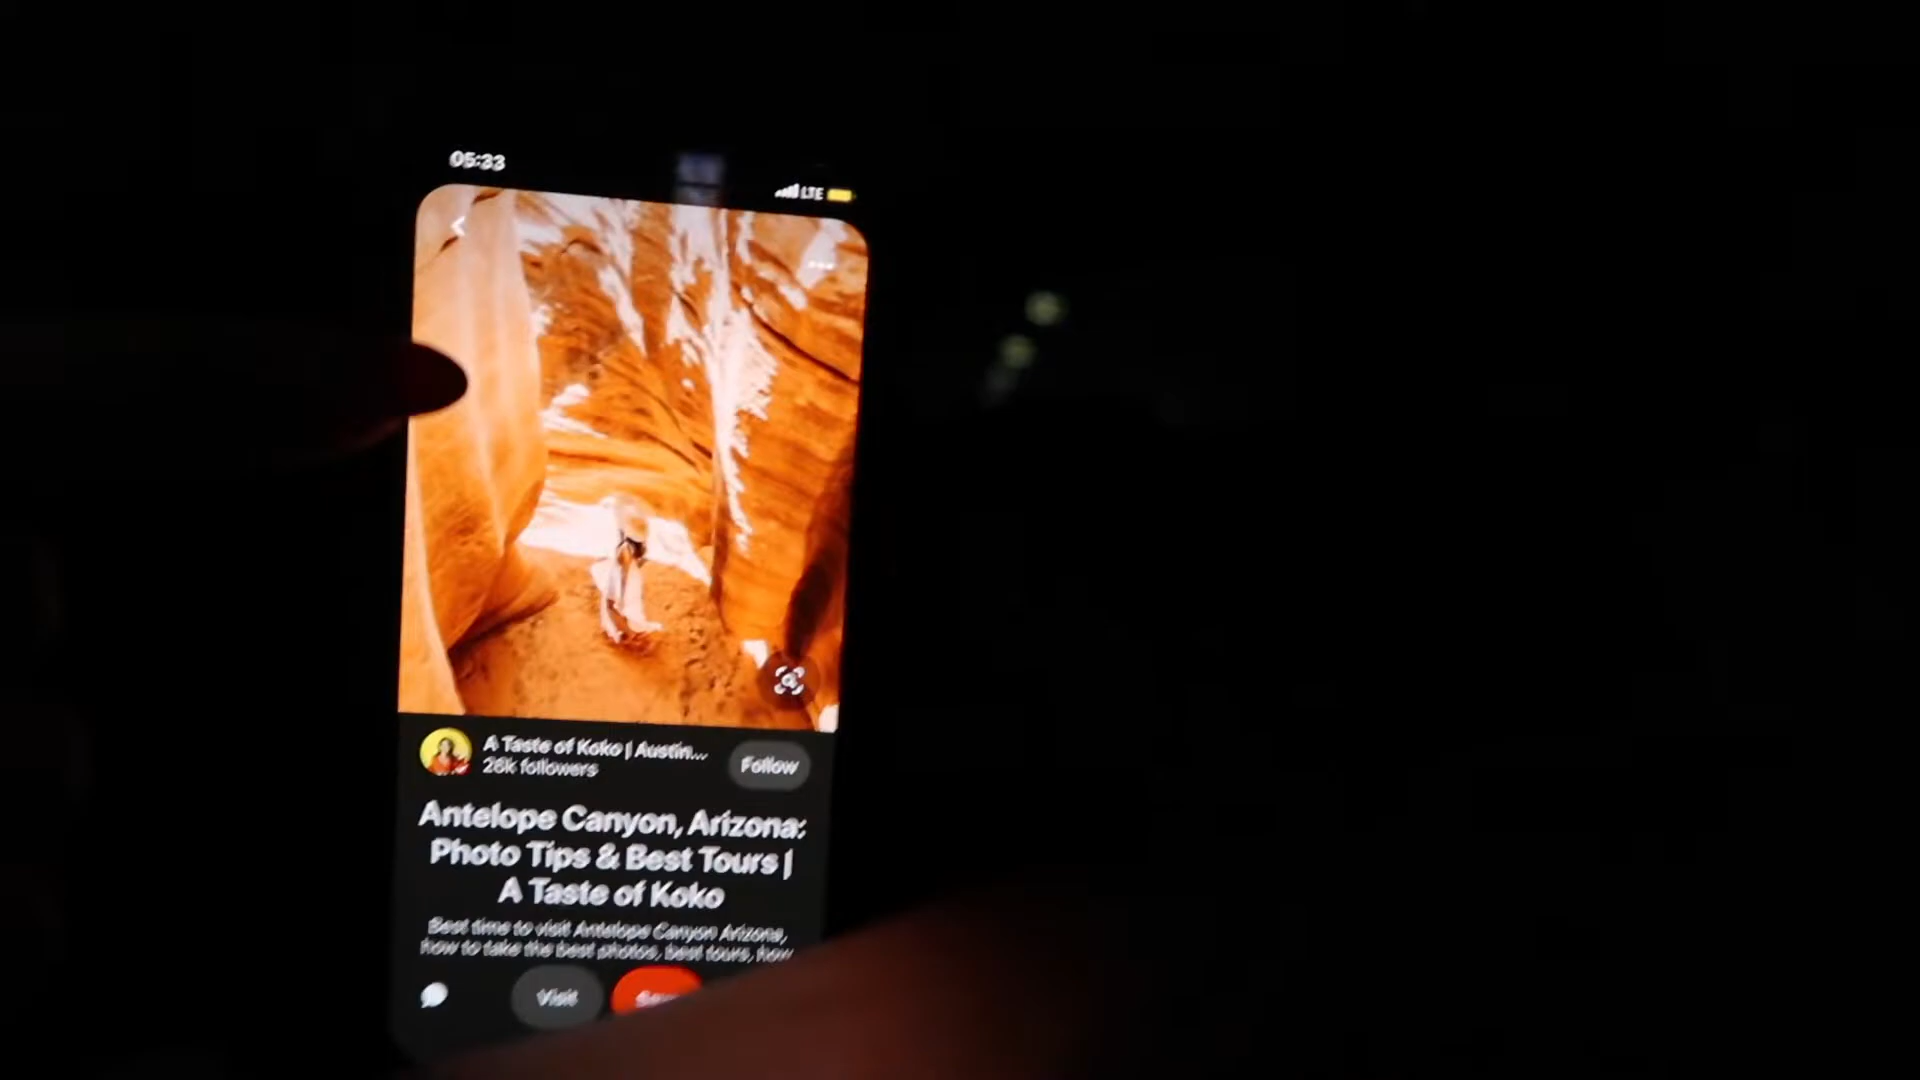 05:33
LTE
A Taste of Koko | Austin...
26k followers
Follow
Antelope Canyon, Arizona:
Photo Tips & Best Tours |
A Taste of Koko
Best time to visit Antelope Canyon Arizona,
how to take the best photos, best tours, how
Visit